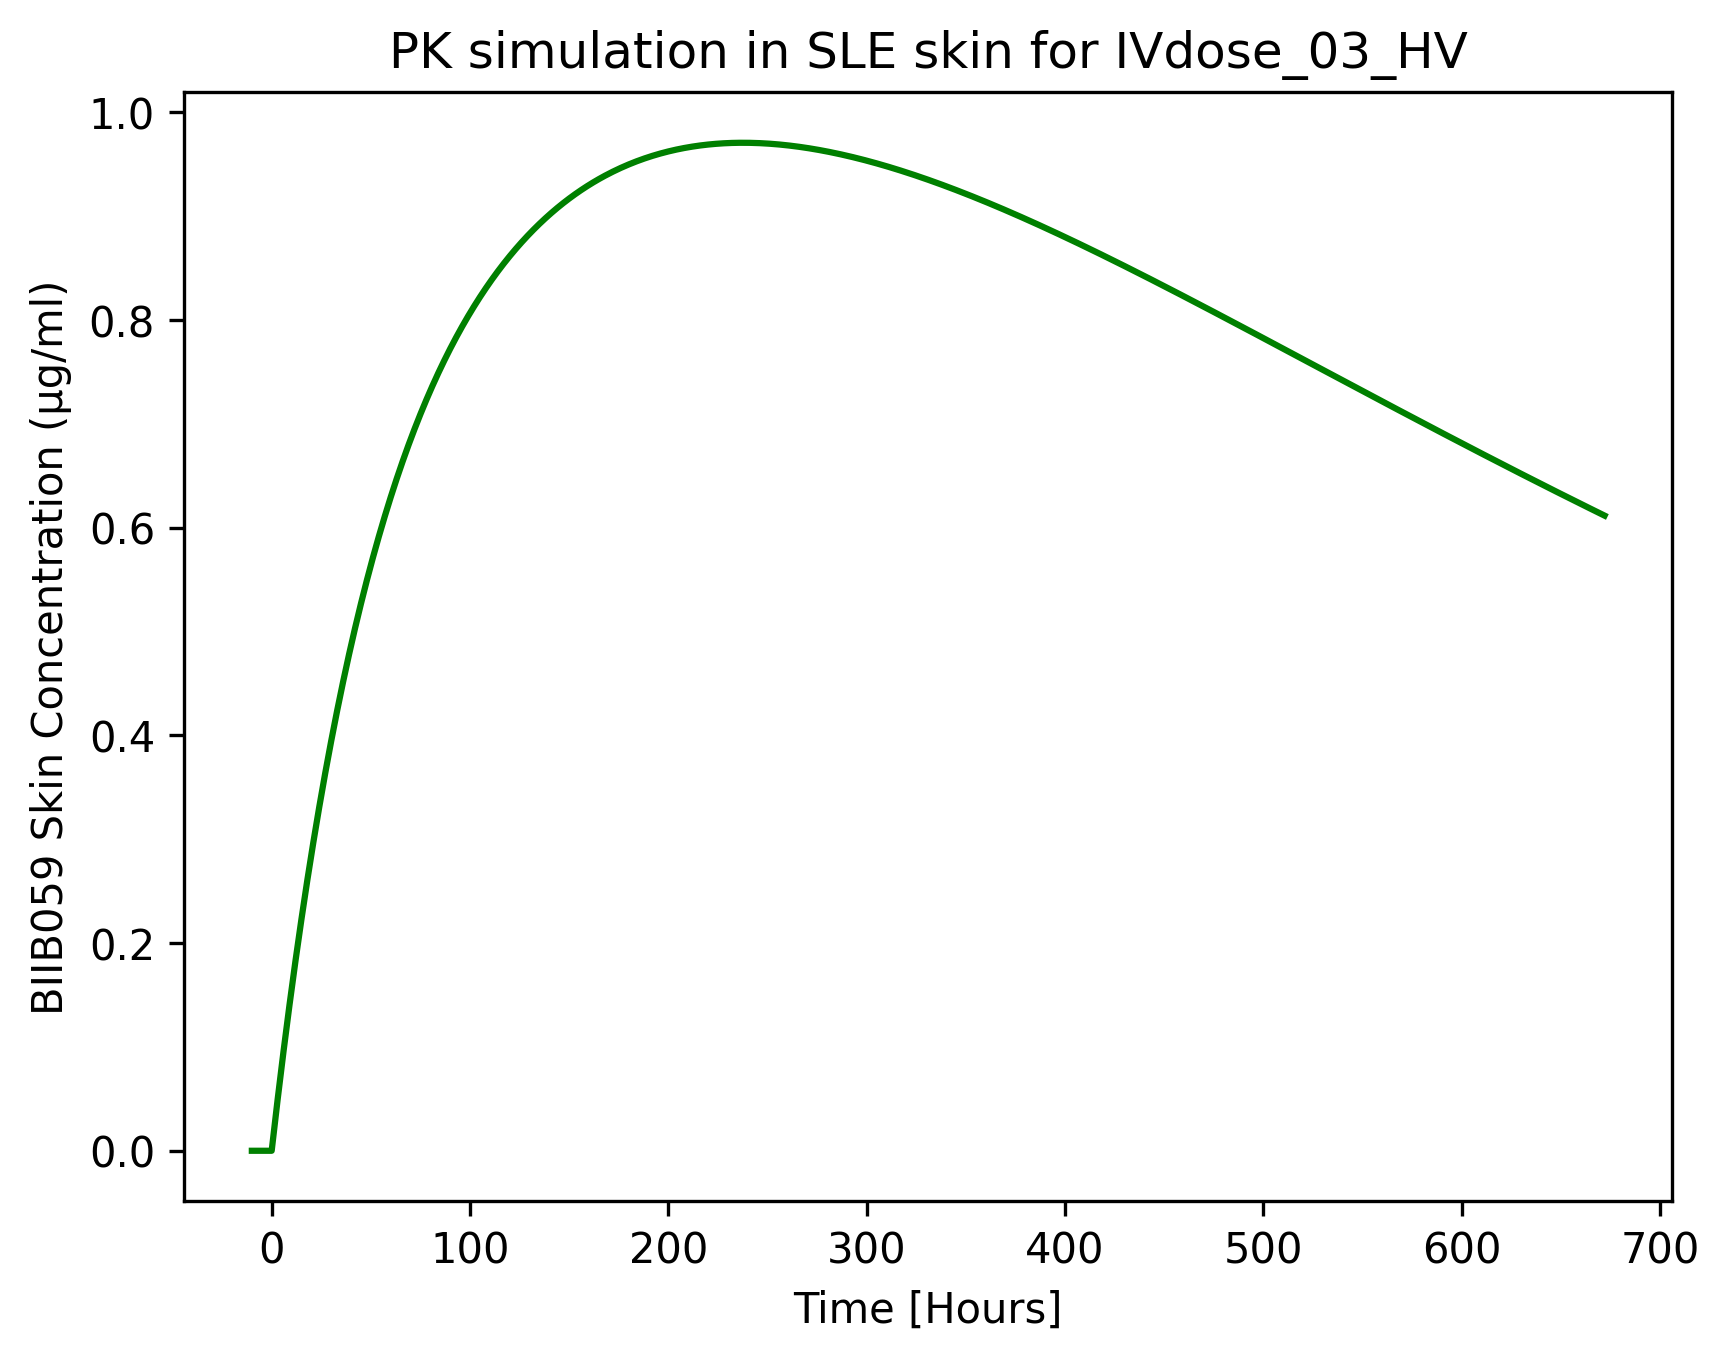 PK simulation in SLE skin for IVdose_03_HV
BIIB059 Skin Concentration (µg/ml)
1.0
0.8
0.6
0.4
0.2
0.0
0 100 200 300 400 500 600 700
Time [Hours]